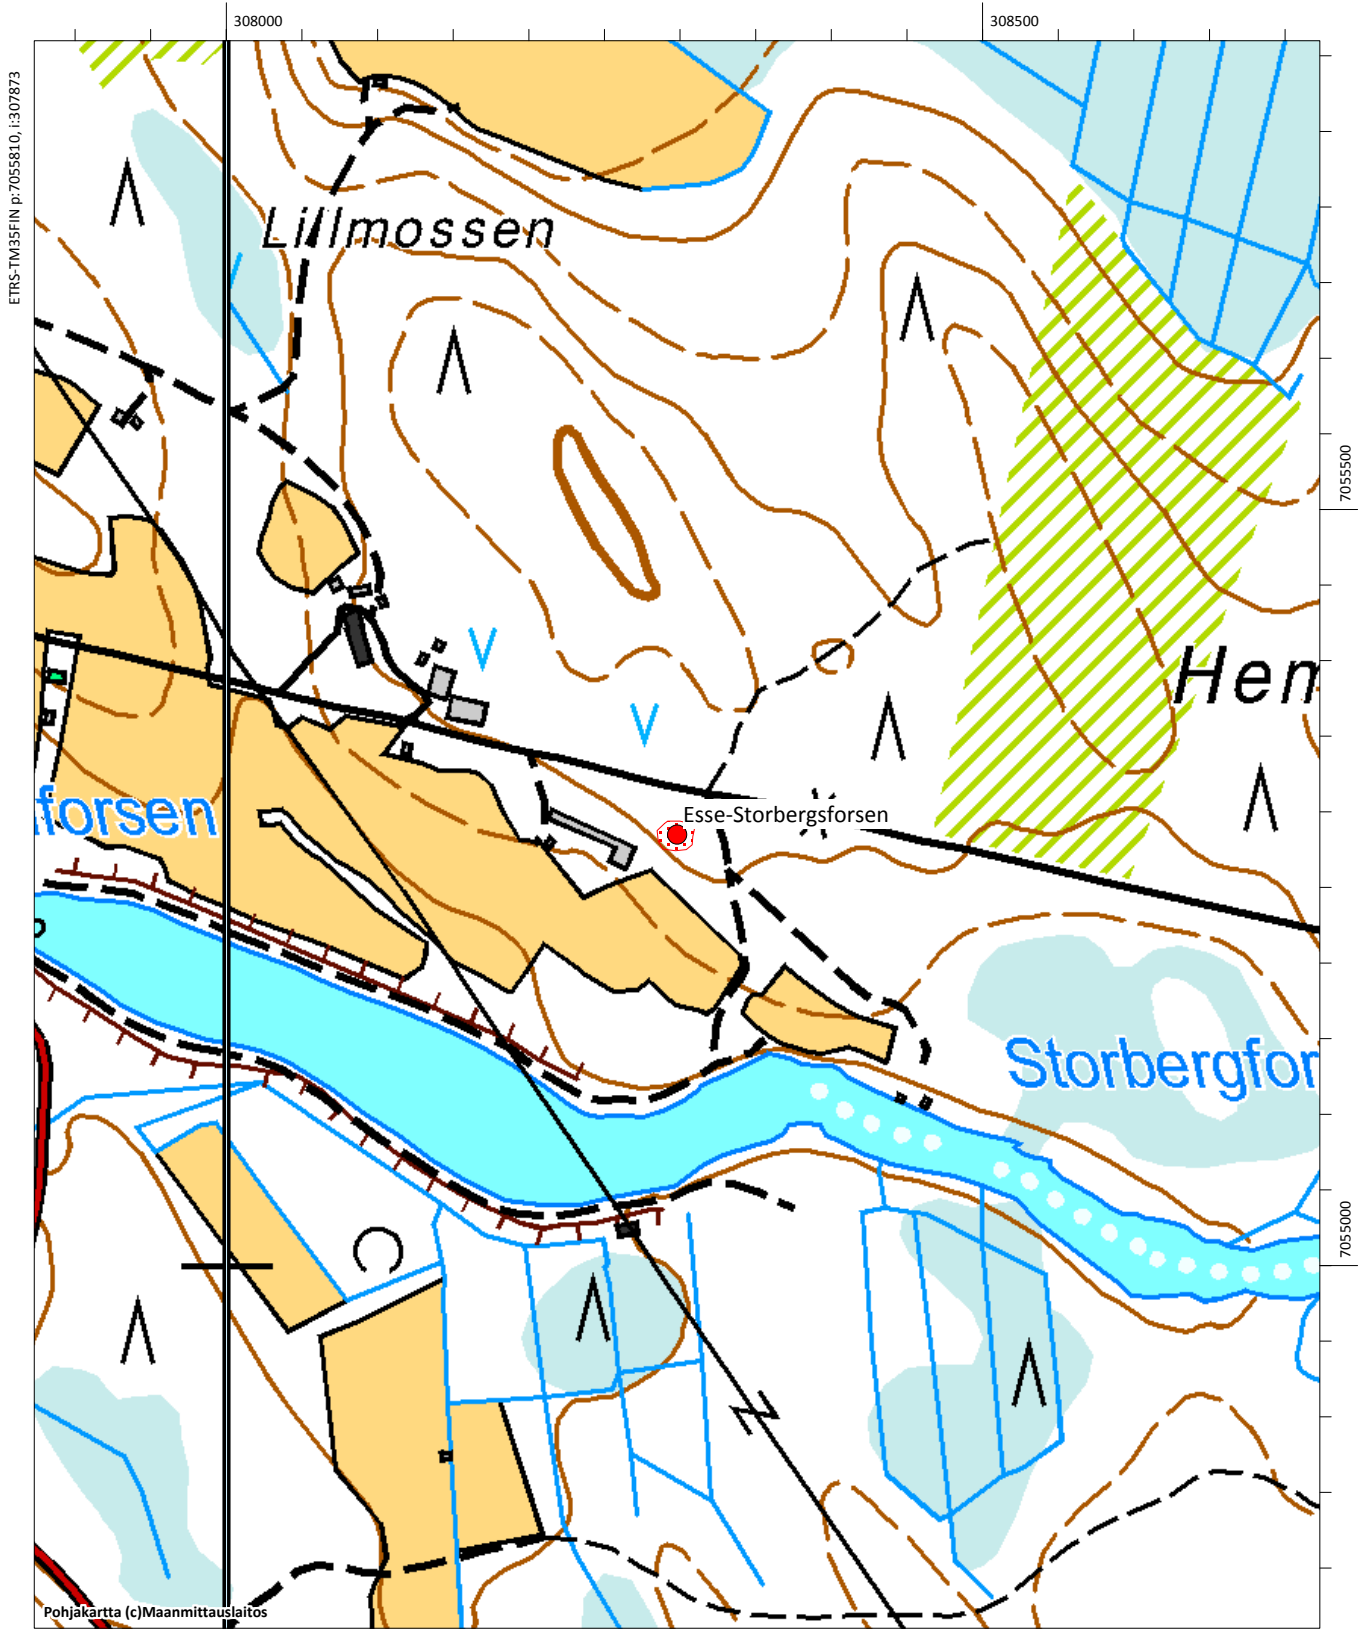 308000
308500
ETRS-TM35FIN p:7055810, i:307873
Lillmossen
7055500
Hem
forsen
Esse-Storbergsforsen
Storbergfor
7055000
Pohjakartta (c)Maanmittauslaitos